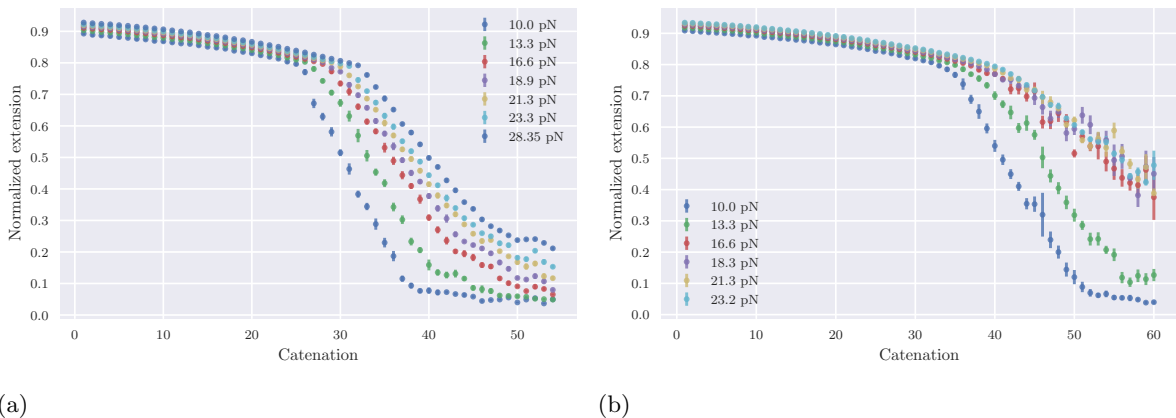 0.9
0.8
0.7
0.6
0.5
0.4
0.3
0.2
0.1
0.0
Normalized extension
10.0 pN
13.3 pN
16.6 pN
18.9 pN
21.3 pN
23.3 pN
28.35 pN
0 10 20 30 40 50
Catenation
(a)
0.9
0.8
0.7
0.6
0.5
0.4
0.3
0.2
0.1
0.0
Normalized extension
10.0 pN
13.3 pN
16.6 pN
18.3 pN
21.3 pN
23.2 pN
0 10 20 30 40 50 60
Catenation
(b)